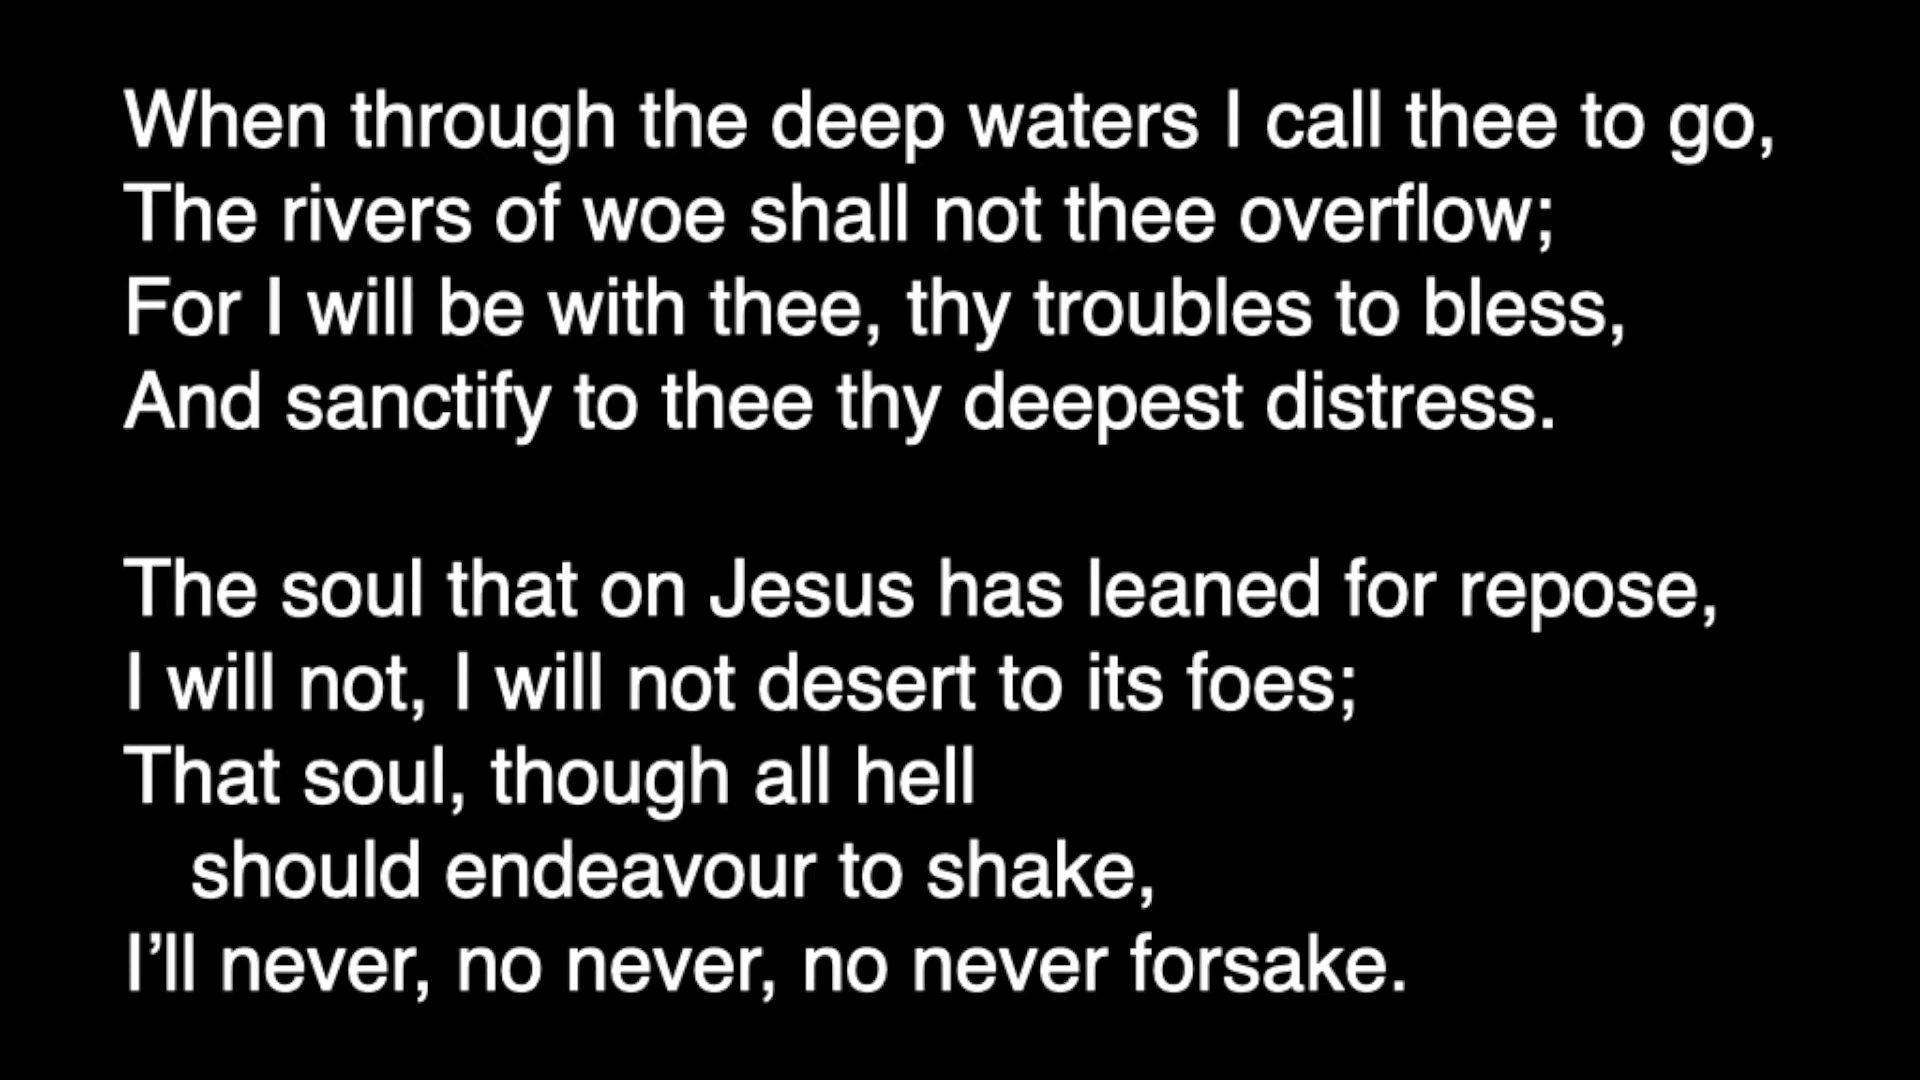 When through the deep waters I call thee to go,
The rivers of woe shall not thee overflow;
For I will be with thee, thy troubles to bless,
And sanctify to thee thy deepest distress.

The soul that on Jesus has leaned for repose,
I will not, I will not desert to its foes;
That soul, though all hell
should endeavour to shake,
I’ll never, no never, no never forsake.